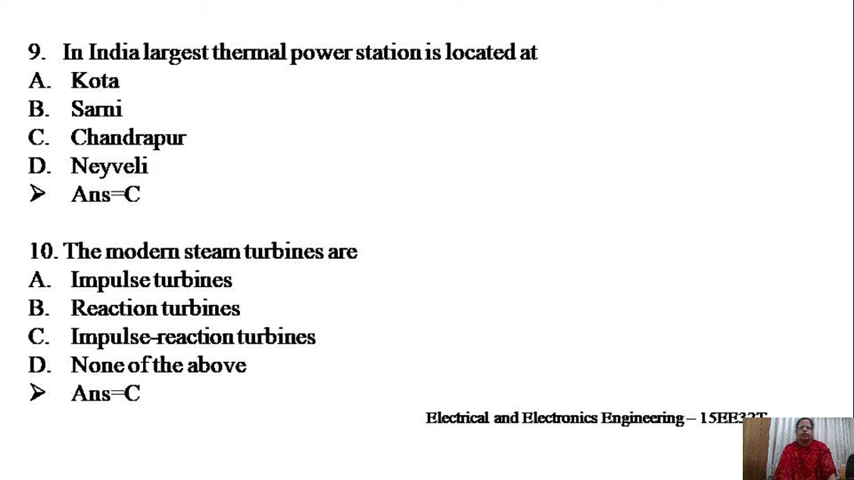 9. In India largest thermal power station is located at
A. Kota
B. Sarni
C. Chandrapur
D. Neyveli
➢ Ans=C
10. The modern steam turbines are
A. Impulse turbines
B. Reaction turbines
C. Impulse-reaction turbines
D. None of the above
➢ Ans=C
Electrical and Electronics Engineering – 15EE32T